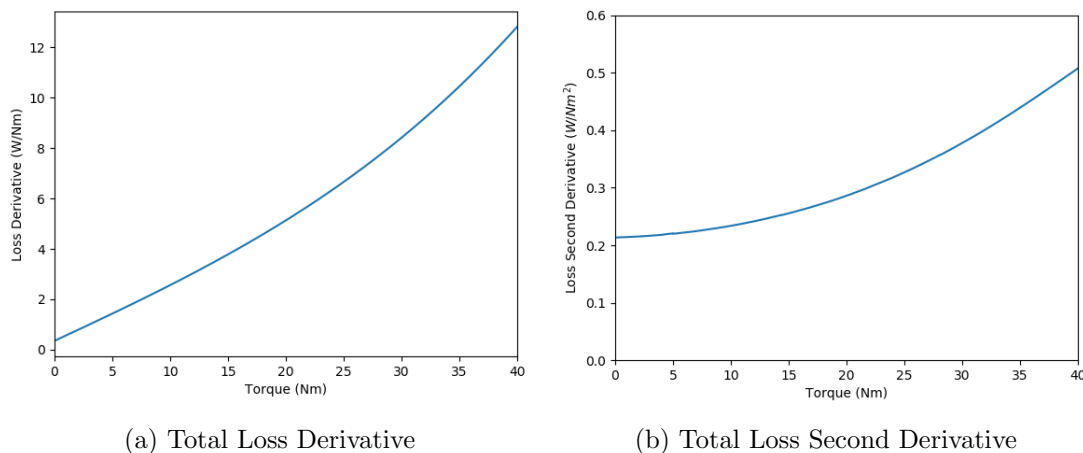 12
10
8
6
4
2
0
Loss Derivative (W/Nm)
0 5 10 15 20 25 30 35 40
Torque (Nm)
(a) Total Loss Derivative
0.6
0.5
0.4
0.3
0.2
0.1
0.0
Loss Second Derivative (W/Nm²)
0 5 10 15 20 25 30 35 40
Torque (Nm)
(b) Total Loss Second Derivative